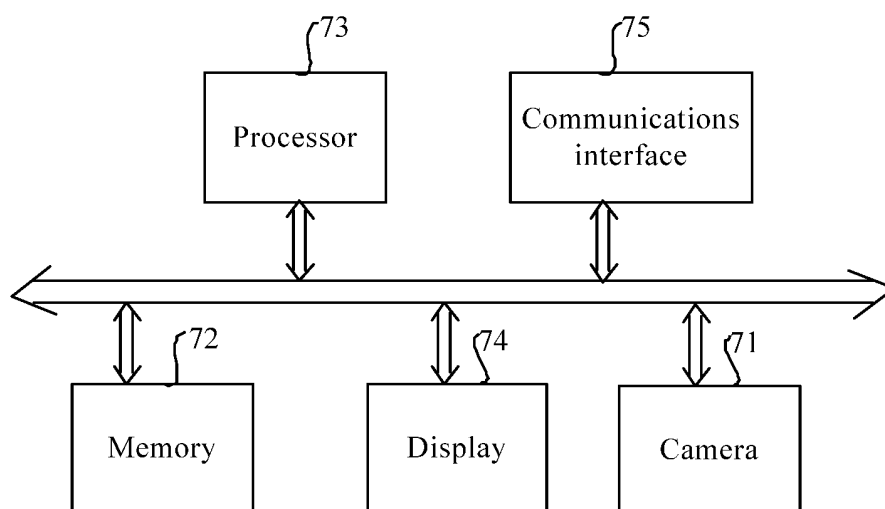 73
75
Processor
Communications
interface
72
74
71
Memory
Display
Camera